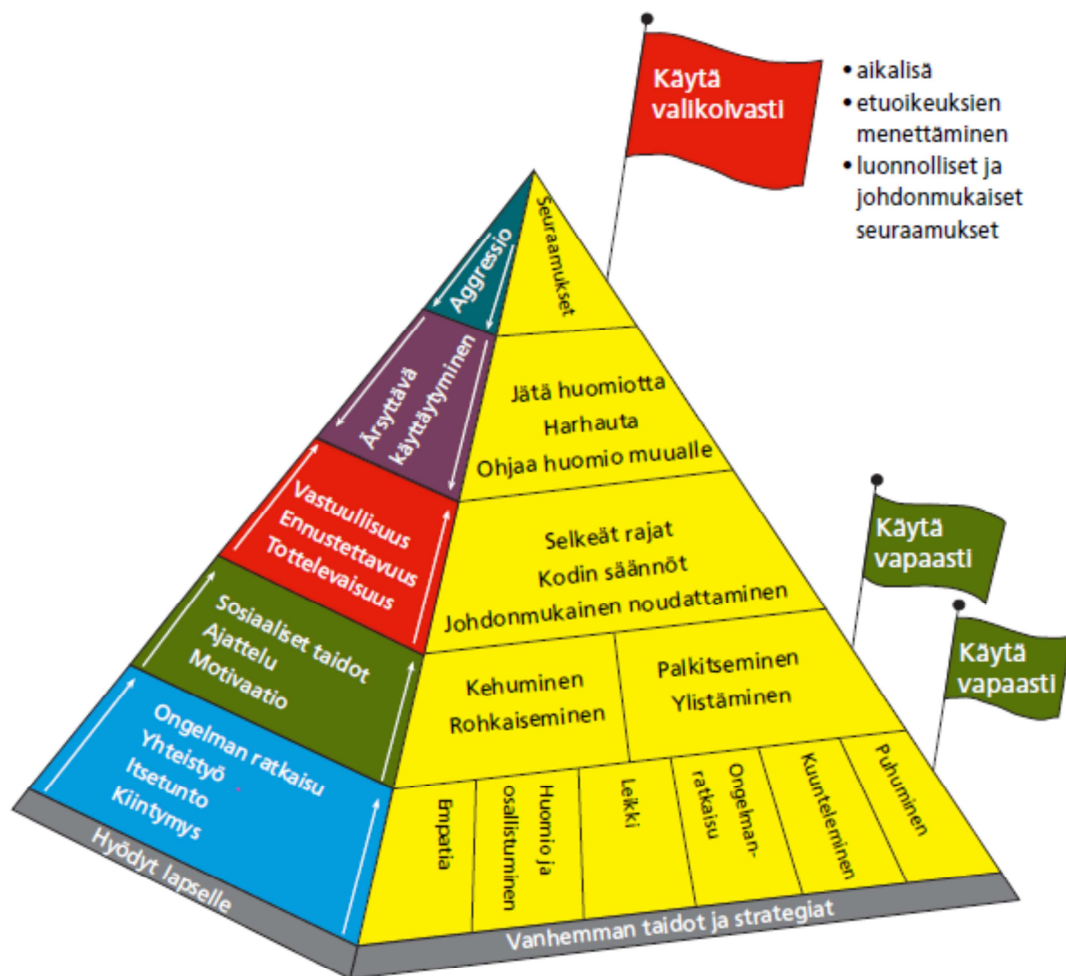 Käytä
valikoivasti
• aikalisä
• etuoikeuksien
menettäminen
• luonnolliset ja
johdonmukaiset
seuraamukset
Aggressio
Seuraamukset
Ärsyttävä
käyttäytyminen
Jätä huomiotta
Harhauta
Ohjaa huomio muualle
Vastuullisuus
Ennustettavuus
Tottelevaisuus
Selkeät rajat
Kodin säännöt
Johdonmukainen noudattaminen
Käytä
vapaasti
Sosiaaliset taidot
Ajattelu
Motivaatio
Kehuminen
Rohkaiseminen
Palkitseminen
Ylistäminen
Käytä
vapaasti
Ongelman ratkaisu
Yhteistyö
Itsetunto
Kiintymys
Empatia
Huomio ja
osallistuminen
Leikki
Ongelman-
ratkaisu
Kuunteleminen
Puhuminen
Hyödyt lapselle
Vanhemman taidot ja strategiat